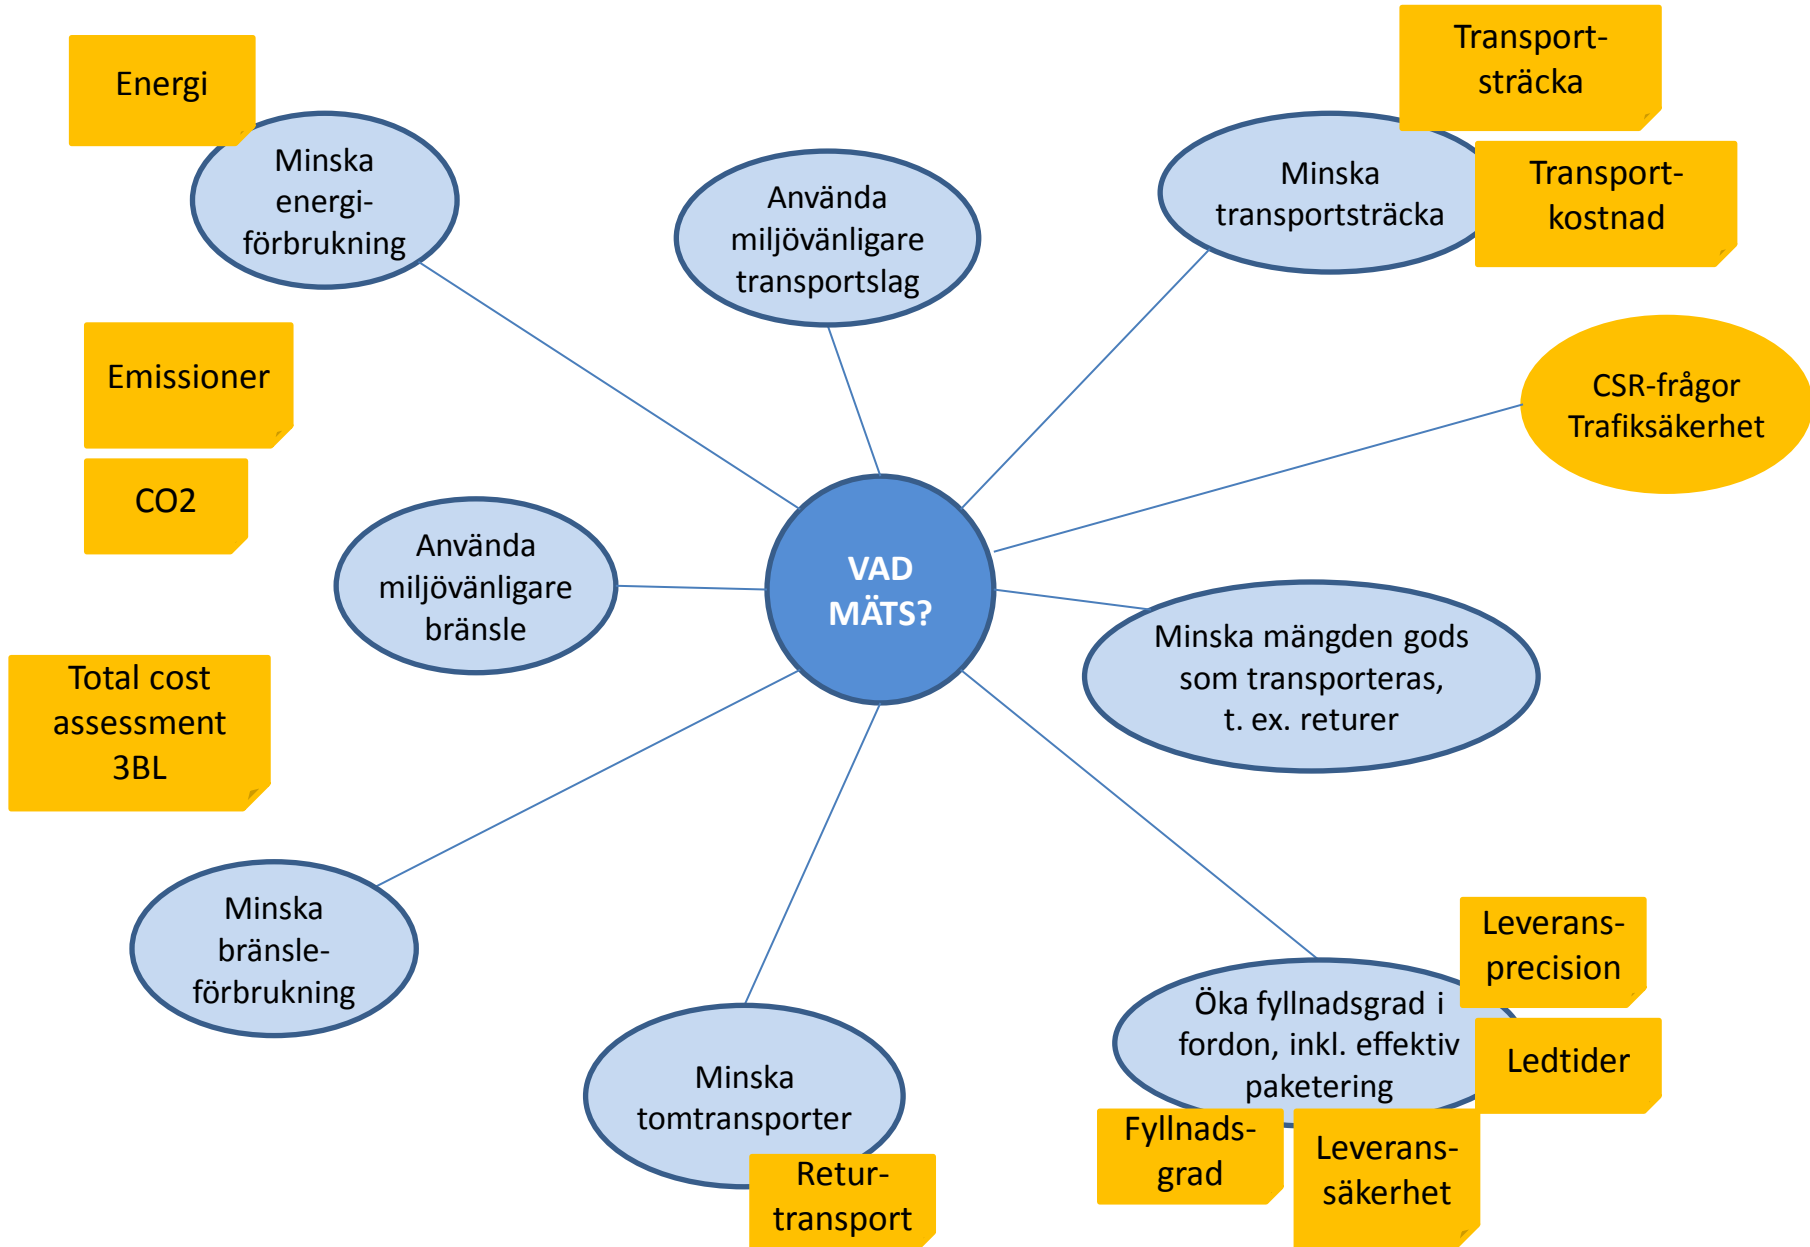 Energi
Minska
energi-
förbrukning
Använda
miljövänligare
transportslag
Transport-
sträcka
Minska
transportsträcka
Transport-
kostnad
Emissioner
CO2
CSR-frågor
Trafiksäkerhet
Använda
miljövänligare
bränsle
VAD
MÄTS?
Minska mängden gods
som transporteras,
t. ex. returer
Total cost
assessment
3BL
Minska
bränsle-
förbrukning
Minska
tomtransporter
Retur-
transport
Öka fyllnadsgrad i
fordon, inkl. effektiv
paketering
Leverans-
precision
Ledtider
Fyllnads-
grad
Leverans-
säkerhet